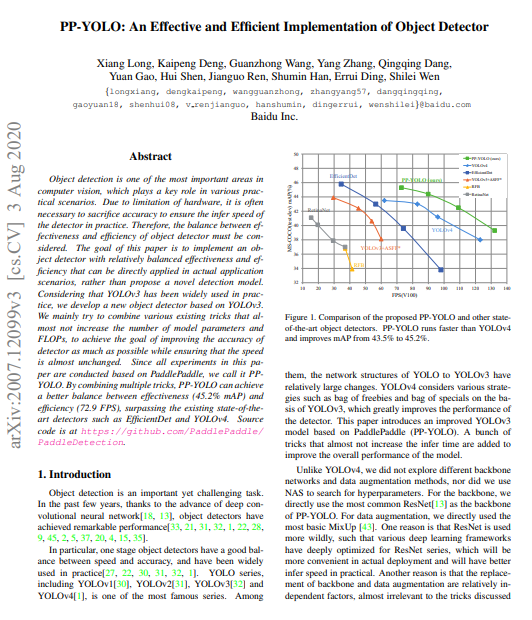 PP-YOLO: An Effective and Efficient Implementation of Object Detector
Xiang Long, Kaipeng Deng, Guanzhong Wang, Yang Zhang, Qingqing Dang,
Yuan Gao, Hui Shen, Jianguo Ren, Shumin Han, Errui Ding, Shilei Wen
{longxiang, dengkaipeng, wangguanzhong, zhangyang57, dangqingqing,
gaoyuan18, shenhui08, v_renjianguo, hanshumin, dingerrui, wenshilei}@baidu.com
Baidu Inc.
arXiv:2007.12099v3 [cs.CV] 3 Aug 2020
Abstract
Object detection is one of the most important areas in
computer vision, which plays a key role in various prac-
tical scenarios. Due to limitation of hardware, it is often
necessary to sacrifice accuracy to ensure the infer speed of
the detector in practice. Therefore, the balance between ef-
fectiveness and efficiency of object detector must be con-
sidered. The goal of this paper is to implement an ob-
ject detector with relatively balanced effectiveness and ef-
ficiency that can be directly applied in actual application
scenarios, rather than propose a novel detection model.
Considering that YOLOv3 has been widely used in prac-
tice, we develop a new object detector based on YOLOv3.
We mainly try to combine various existing tricks that al-
most not increase the number of model parameters and
FLOPs, to achieve the goal of improving the accuracy of
detector as much as possible while ensuring that the speed
is almost unchanged. Since all experiments in this pa-
per are conducted based on PaddlePaddle, we call it PP-
YOLO. By combining multiple tricks, PP-YOLO can achieve
a better balance between effectiveness (45.2% mAP) and
efficiency (72.9 FPS), surpassing the existing state-of-the-
art detectors such as EfficientDet and YOLOv4. Source
code is at https://github.com/PaddlePaddle/
PaddleDetection.
1. Introduction
Object detection is an important yet challenging task.
In the past few years, thanks to the advance of deep con-
volutional neural network[18, 13], object detectors have
achieved remarkable performance[33, 21, 31, 32, 1, 22, 28,
9, 45, 2, 5, 37, 20, 4, 15, 35].
In particular, one stage object detectors have a good bal-
ance between speed and accuracy, and have been widely
used in practice[27, 22, 30, 31, 32, 1]. YOLO series,
including YOLOv1[30], YOLOv2[31], YOLOv3[32] and
YOLOv4[1], is one of the most famous series. Among
MS-COCO(test-dev) mAP(%)
50
48
46
44
42
40
38
36
34
32
EfficientDet
PP-YOLO (ours)
YOLOv4
YOLOv3+ASFF*
RFB
RetinaNet
PP-YOLO (ours)
YOLOv4
EfficientDet
YOLOv3+ASFF*
RFB
RetinaNet
10 20 30 40 50 60 70 80 90 100 110 120 130 140
FPS(V100)
Figure 1. Comparison of the proposed PP-YOLO and other state-
of-the-art object detectors. PP-YOLO runs faster than YOLOv4
and improves mAP from 43.5% to 45.2%.
them, the network structures of YOLO to YOLOv3 have
relatively large changes. YOLOv4 considers various strate-
gies such as bag of freebies and bag of specials on the ba-
sis of YOLOv3, which greatly improves the performance of
the detector. This paper introduces an improved YOLOv3
model based on PaddlePaddle (PP-YOLO). A bunch of
tricks that almost not increase the infer time are added to
improve the overall performance of the model.
Unlike YOLOv4, we did not explore different backbone
networks and data augmentation methods, nor did we use
NAS to search for hyperparameters. For the backbone, we
directly use the most common ResNet[13] as the backbone
of PP-YOLO. For data augmentation, we directly used the
most basic MixUp [43]. One reason is that ResNet is used
more wildly, such that various deep learning frameworks
have deeply optimized for ResNet series, which will be
more convenient in actual deployment and will have better
infer speed in practical. Another reason is that the replace-
ment of backbone and data augmentation are relatively in-
dependent factors, almost irrelevant to the tricks discussed